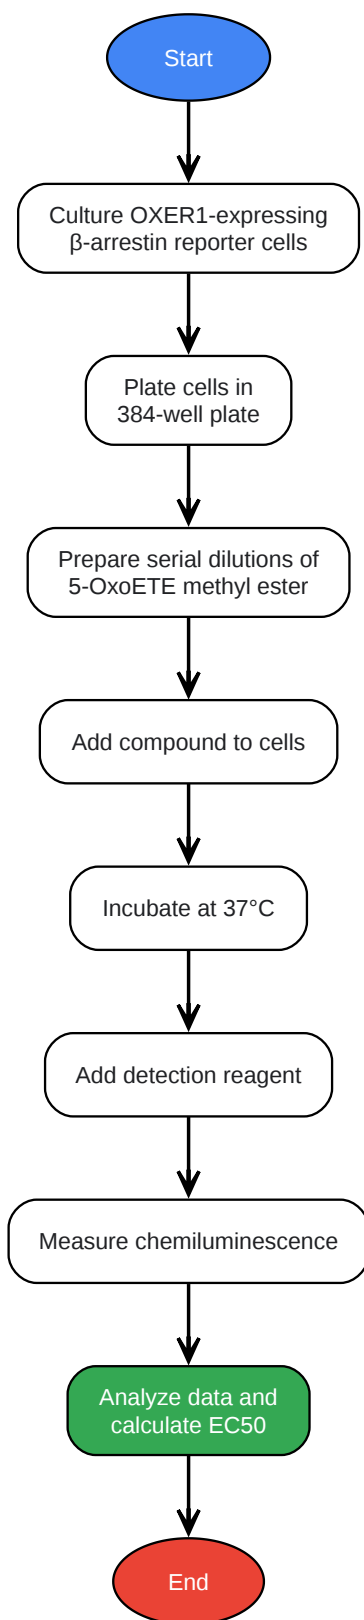 Start
Culture OXER1-expressing
β-arrestin reporter cells
Plate cells in
384-well plate
Prepare serial dilutions of
5-OxoETE methyl ester
Add compound to cells
Incubate at 37°C
Add detection reagent
Measure chemiluminescence
Analyze data and
calculate EC50
End